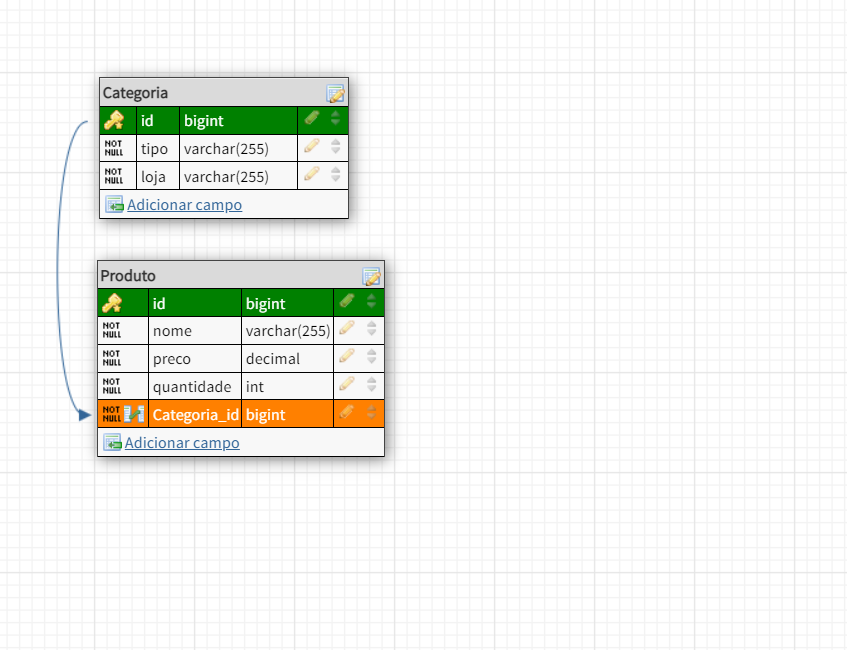 Categoria
id bigint
NOT NULL tipo varchar(255)
NOT NULL loja varchar(255)
Adicionar campo
Produto
id bigint
NOT NULL nome varchar(255)
NOT NULL preco decimal
NOT NULL quantidade int
NOT NULL Categoria_id bigint
Adicionar campo